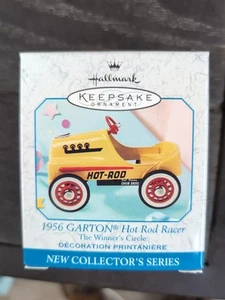 Hallmark
KEEPSAKE
ORNAMENT
HOT-ROD
1956 GARTON® Hot Rod Racer
The Winner's Circle
DÉCORATION PRINTANIÈRE
NEW COLLECTOR'S SERIES